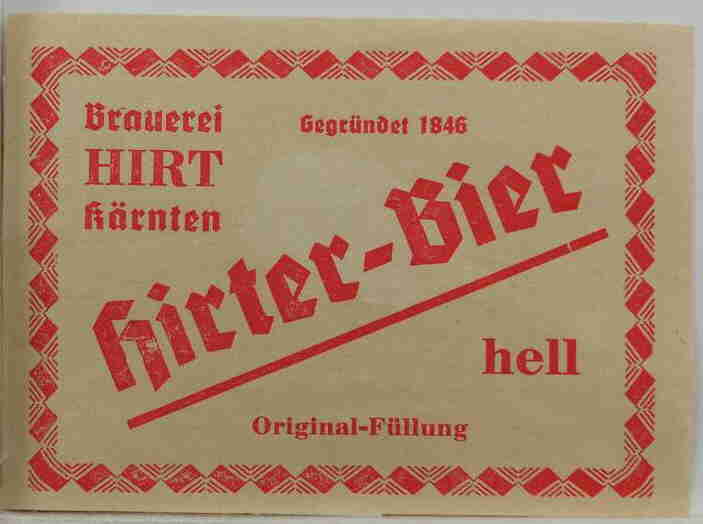 Brauerei
HIRT
Kärnten
Gegründet 1846
Hirter-Bier
hell
Original-Füllung